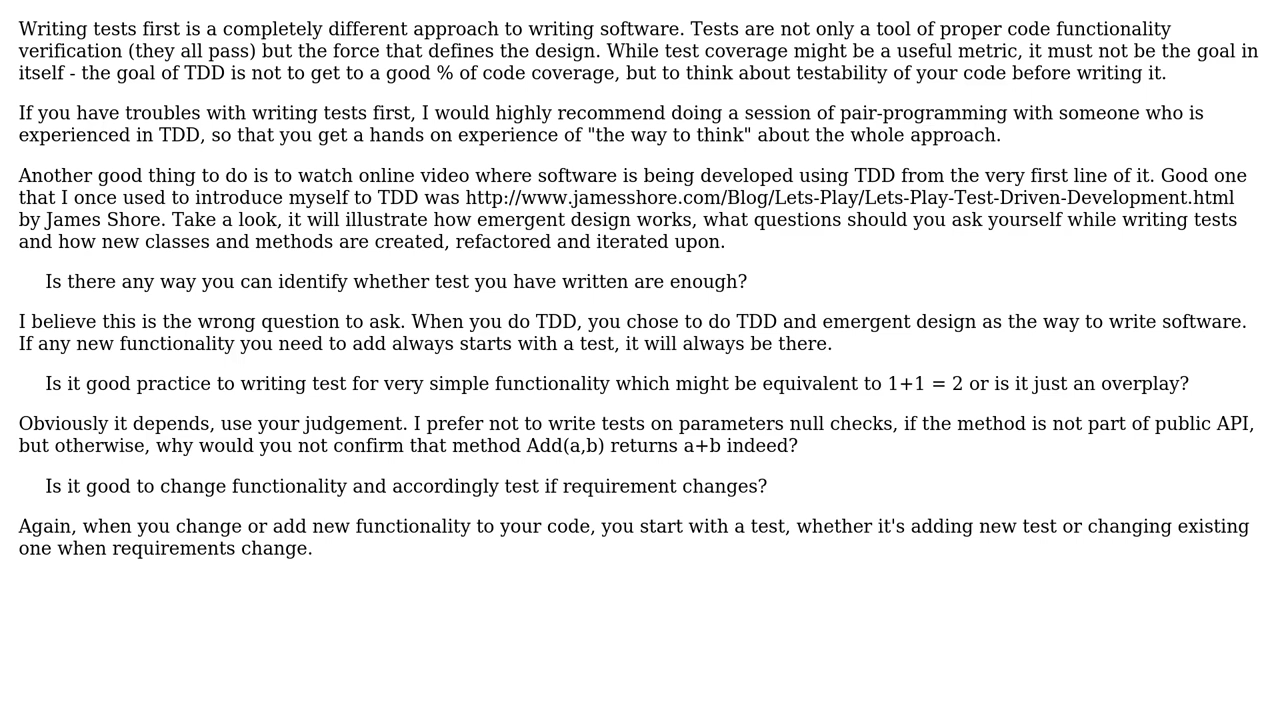 Writing tests first is a completely different approach to writing software. Tests are not only a tool of proper code functionality
verification (they all pass) but the force that defines the design. While test coverage might be a useful metric, it must not be the goal in
itself - the goal of TDD is not to get to a good % of code coverage, but to think about testability of your code before writing it.
If you have troubles with writing tests first, I would highly recommend doing a session of pair-programming with someone who is
experienced in TDD, so that you get a hands on experience of "the way to think" about the whole approach.
Another good thing to do is to watch online video where software is being developed using TDD from the very first line of it. Good one
that I once used to introduce myself to TDD was http://www.jamesshore.com/Blog/Lets-Play/Lets-Play-Test-Driven-Development.html
by James Shore. Take a look, it will illustrate how emergent design works, what questions should you ask yourself while writing tests
and how new classes and methods are created, refactored and iterated upon.
Is there any way you can identify whether test you have written are enough?
I believe this is the wrong question to ask. When you do TDD, you chose to do TDD and emergent design as the way to write software.
If any new functionality you need to add always starts with a test, it will always be there.
Is it good practice to writing test for very simple functionality which might be equivalent to 1+1 = 2 or is it just an overplay?
Obviously it depends, use your judgement. I prefer not to write tests on parameters null checks, if the method is not part of public API,
but otherwise, why would you not confirm that method Add(a,b) returns a+b indeed?
Is it good to change functionality and accordingly test if requirement changes?
Again, when you change or add new functionality to your code, you start with a test, whether it's adding new test or changing existing
one when requirements change.